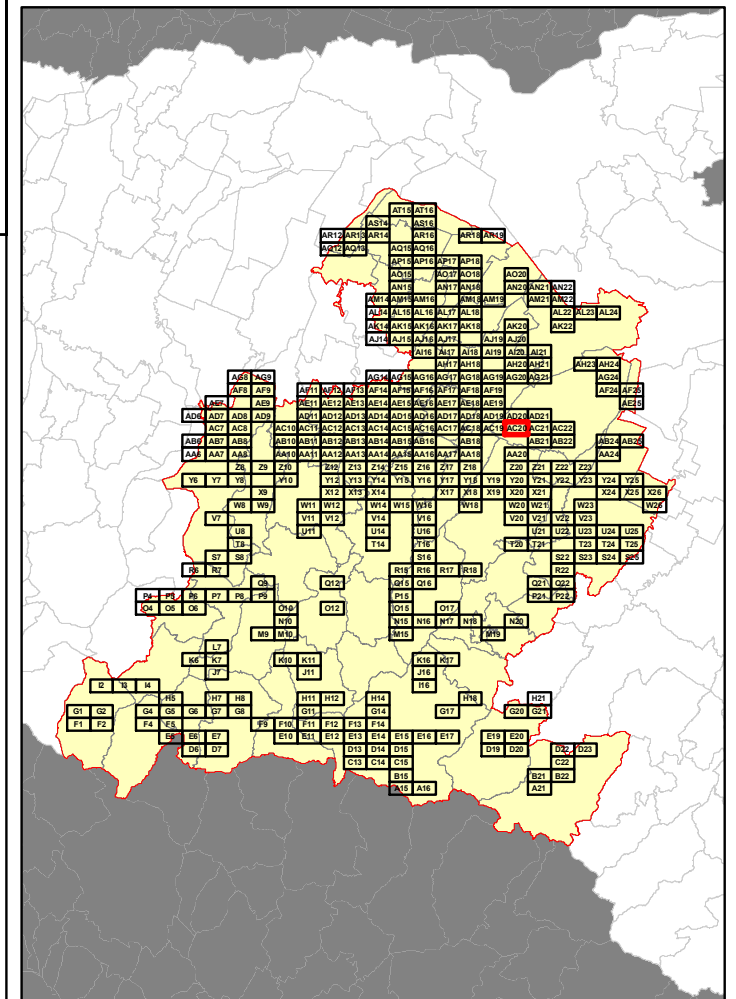 AT15 AT16
AS14 AS16
AR12 AR13 AR14 AR16 AR18 AR19
AQ12 AQ13 AQ15 AQ16
AP15 AP16 AP17 AP18
AO15 AO17 AO18 AO20
AN15 AN17 AN18 AN20 AN21 AN22
AM14 AM15 AM16 AM18 AM19 AM21 AM22
AL14 AL15 AL16 AL17 AL18 AL22 AL23 AL24
AK14 AK15 AK16 AK17 AK18 AK20 AK22
AJ14 AJ15 AJ16 AJ17 AJ19 AJ20
AI16 AI17 AI18 AI19 AI20 AI21
AH17 AH18 AH20 AH21 AH23 AH24
AG8 AG9 AG14 AG15 AG16 AG17 AG18 AG19 AG20 AG21 AG24
AF8 AF9 AF11 AF12 AF13 AF14 AF15 AF16 AF17 AF18 AF19 AF24 AF25
AE7 AE9 AE11 AE12 AE13 AE14 AE15 AE16 AE17 AE18 AE19 AE25
AD6 AD7 AD8 AD9 AD11 AD12 AD13 AD14 AD15 AD16 AD17 AD18 AD19 AD20 AD21
AC7 AC8 AC10 AC11 AC12 AC13 AC14 AC15 AC16 AC17 AC18 AC19 AC20 AC21 AC22
AB6 AB7 AB8 AB10 AB11 AB12 AB13 AB14 AB15 AB16 AB18 AB21 AB22 AB24 AB25
AA6 AA7 AA8 AA10 AA11 AA12 AA13 AA14 AA15 AA16 AA17 AA18 AA20 AA24
Z8 Z9 Z10 Z12 Z13 Z14 Z15 Z16 Z17 Z18 Z20 Z21 Z22 Z23
Y6 Y7 Y8 Y10 Y12 Y13 Y14 Y15 Y16 Y17 Y18 Y19 Y20 Y21 Y22 Y23 Y24 Y25
X9 X12 X13 X14 X17 X18 X19 X20 X21 X24 X25 X26
W8 W9 W11 W12 W14 W15 W16 W18 W20 W21 W23 W26
V7 V11 V12 V14 V16 V20 V21 V22 V23
U8 U11 U14 U16 U21 U22 U23 U24 U25
T8 T14 T16 T20 T21 T23 T24 T25
S7 S8 S16 S22 S23 S24 S25
R6 R7 R15 R16 R17 R18 R22
Q9 Q12 Q15 Q16 Q21 Q22
P4 P5 P6 P7 P8 P9 P15 P21 P22
O4 O5 O6 O10 O12 O15 O17
N10 N15 N16 N17 N18 N20
M9 M10 M15 M19
L7
K6 K7 K10 K11 K16 K17
J7 J11 J16
I2 I3 I4 I16
H5 H7 H8 H11 H12 H14 H18 H21
G1 G2 G4 G5 G6 G7 G8 G11 G14 G17 G20 G21
F1 F2 F4 F5 F9 F10 F11 F12 F13 F14
E5 E6 E7 E10 E11 E12 E13 E14 E15 E16 E17 E19 E20
D6 D7 D13 D14 D15 D19 D20 D22 D23
C13 C14 C15 C22
B15 B21 B22
A15 A16 A21